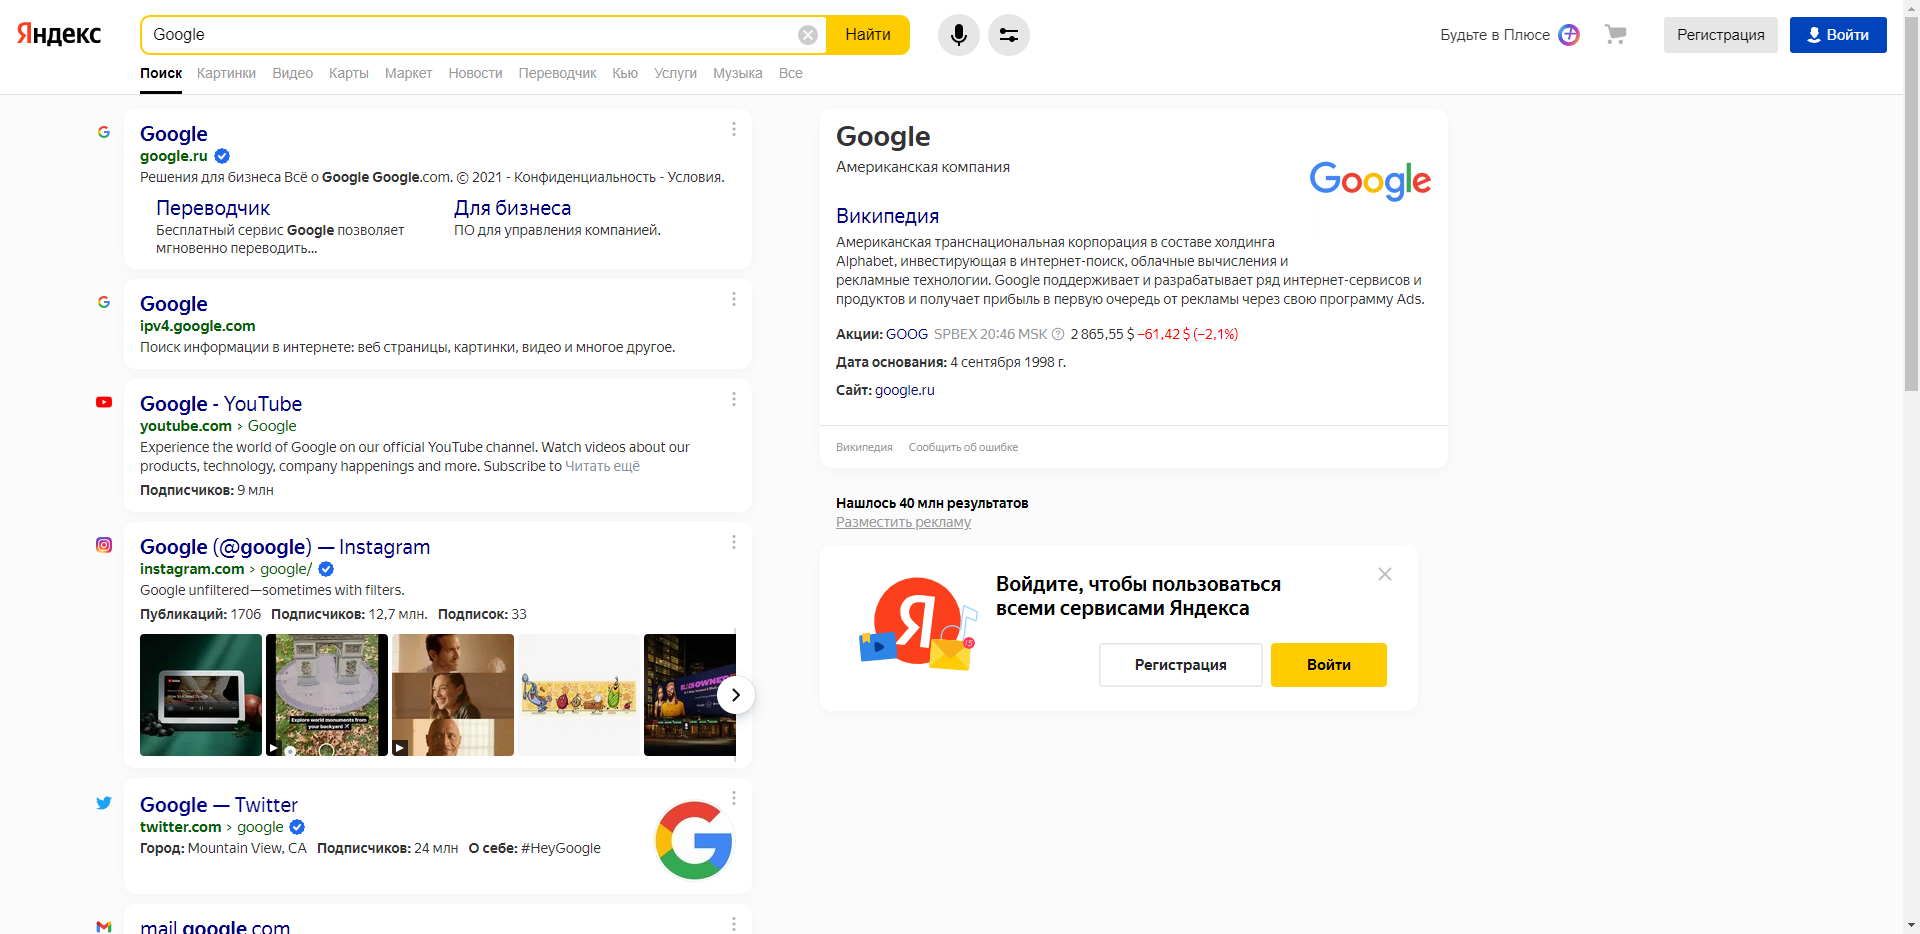 Яндекс
Google
Найти
Будьте в Плюсе
Регистрация
Войти
Поиск Картинки Видео Карты Маркет Новости Переводчик Кью Услуги Музыка Все
Google
google.ru
Решения для бизнеса Всё о Google Google.com. © 2021 - Конфиденциальность - Условия.
Переводчик
Бесплатный сервис Google позволяет
мгновенно переводить...
Для бизнеса
ПО для управления компанией.
Google
ipv4.google.com
Поиск информации в интернете: веб страницы, картинки, видео и многое другое.
Google - YouTube
youtube.com › Google
Experience the world of Google on our official YouTube channel. Watch videos about our
products, technology, company happenings and more. Subscribe to Читать ещё
Подписчиков: 9 млн
Google (@google) — Instagram
instagram.com › google/
Google unfiltered—sometimes with filters.
Публикаций: 1706 Подписчиков: 12,7 млн. Подписок: 33
Explore world monuments from
your backyard
Google — Twitter
twitter.com › google
Город: Mountain View, CA Подписчиков: 24 млн О себе: #HeyGoogle
mail.google.com
Google
Американская компания
Google
Википедия
Американская транснациональная корпорация в составе холдинга
Alphabet, инвестирующая в интернет-поиск, облачные вычисления и
рекламные технологии. Google поддерживает и разрабатывает ряд интернет-сервисов и
продуктов и получает прибыль в первую очередь от рекламы через свою программу Ads.
Акции: GOOG SPBEX 20:46 MSK ? 2 865,55 $ −61,42 $ (−2,1%)
Дата основания: 4 сентября 1998 г.
Сайт: google.ru
Википедия Сообщить об ошибке
Нашлось 40 млн результатов
Разместить рекламу
Я
Войдите, чтобы пользоваться
всеми сервисами Яндекса
Регистрация
Войти